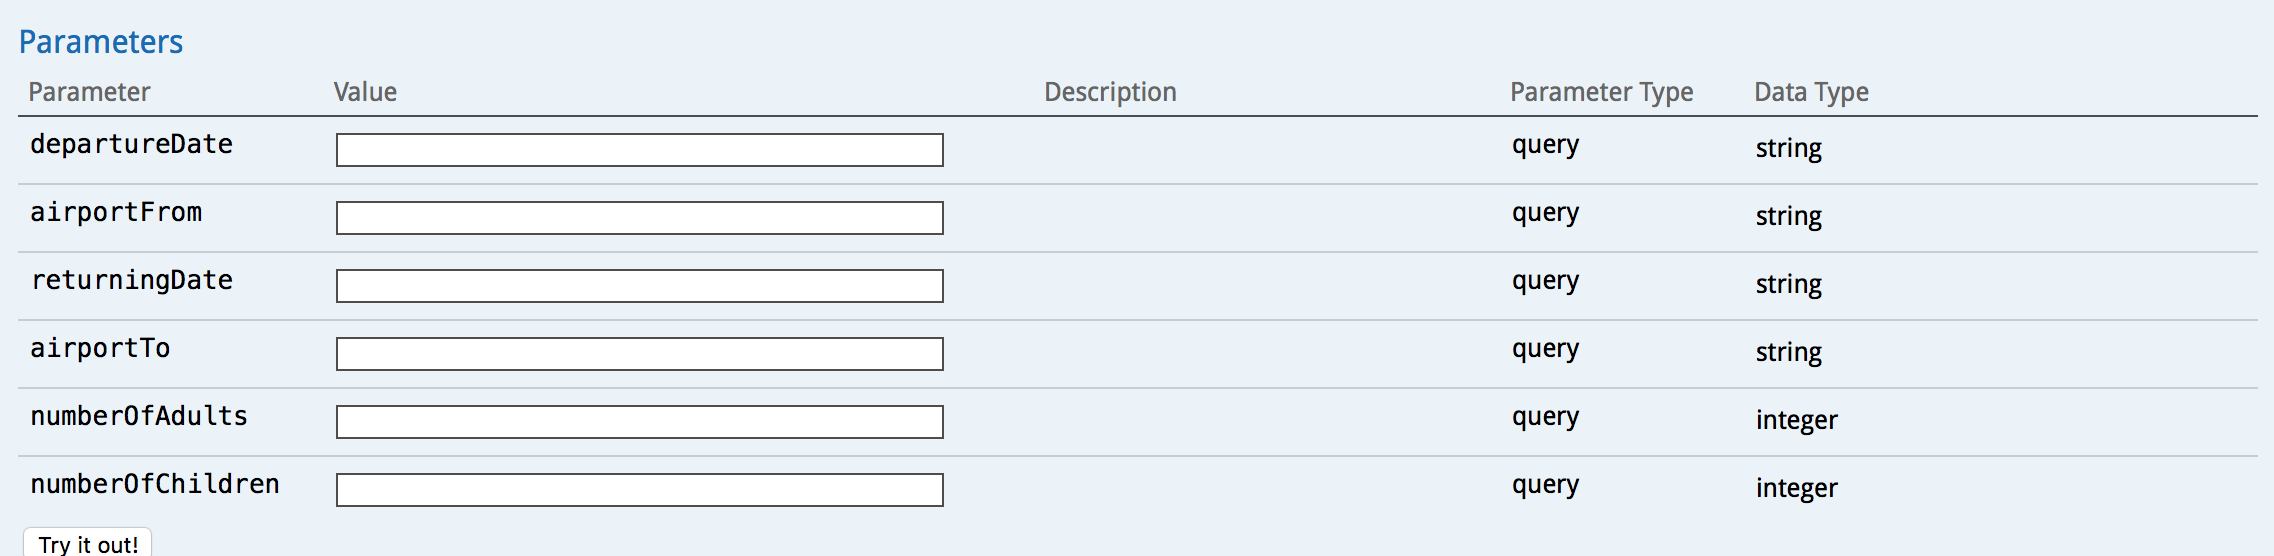 Parameters
Parameter Value Description Parameter Type Data Type
departureDate query string
airportFrom query string
returningDate query string
airportTo query string
numberOfAdults query integer
numberOfChildren query integer
Try it out!